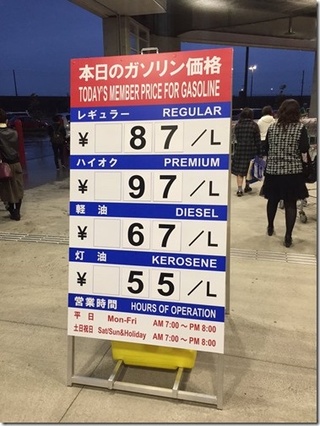 本日のガソリン価格
TODAY'S MEMBER PRICE FOR GASOLINE
レギュラー REGULAR
¥ 87/L
ハイオク PREMIUM
¥ 97/L
軽油 DIESEL
¥ 67/L
灯油 KEROSENE
¥ 55/L
営業時間 HOURS OF OPERATION
平日 Mon-Fri AM 7:00 ~ PM 8:00
土日祝日 Sat/Sun&Holiday AM 7:00 ~ PM 8:00